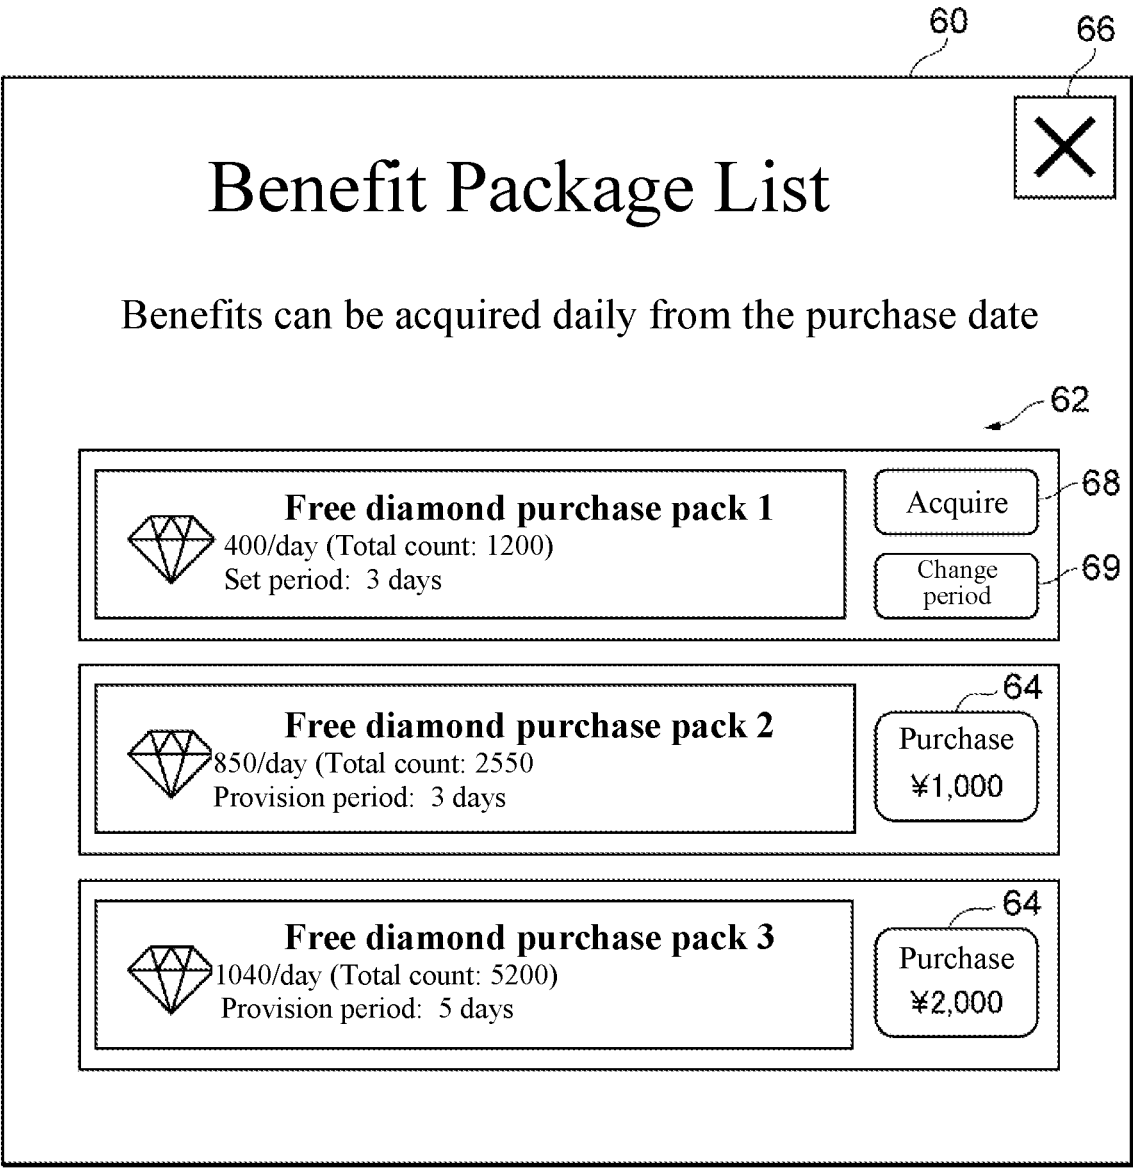 60
66
Benefit Package List
Benefits can be acquired daily from the purchase date
62
Free diamond purchase pack 1
400/day (Total count: 1200)
Set period: 3 days
Acquire
68
Change
period
69
Free diamond purchase pack 2
850/day (Total count: 2550
Provision period: 3 days
64
Purchase
¥1,000
Free diamond purchase pack 3
1040/day (Total count: 5200)
Provision period: 5 days
64
Purchase
¥2,000